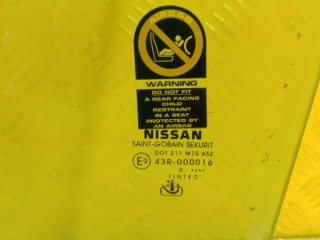 WARNING
DO NOT FIT
A REAR FACING
CHILD
RESTRAINT
IN A SEAT
PROTECTED BY
AN AIRBAG
NISSAN
SAINT-GOBAIN SEKURIT
DOT 211 M75 AS2
E9 43R-000016
0 ••••
TINTED